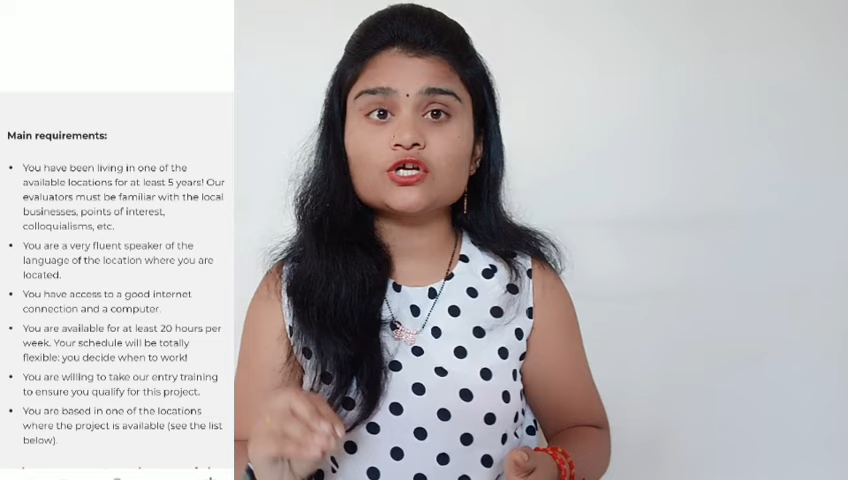 Main requirements:
• You have been living in one of the
available locations for at least 5 years! Our
evaluators must be familiar with the local
businesses, points of interest,
colloquialisms, etc.
• You are a very fluent speaker of the
language of the location where you are
located.
• You have access to a good internet
connection and a computer.
• You are available for at least 20 hours per
week. Your schedule will be totally
flexible: you decide when to work!
• You are willing to take our entry training
to ensure you qualify for this project.
• You are based in one of the locations
where the project is available (see the list
below).